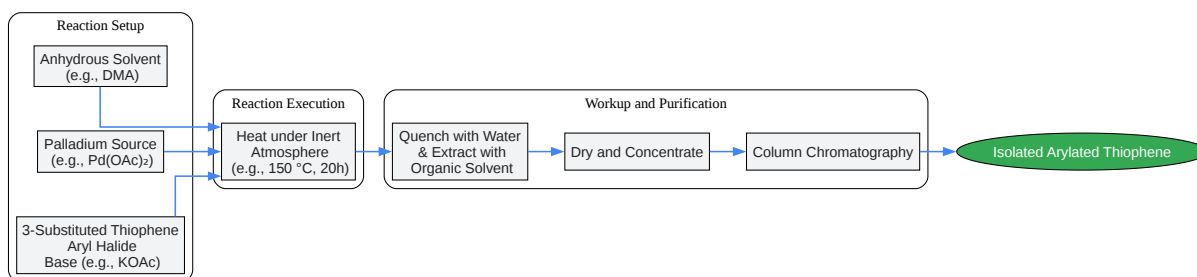 Reaction Setup
Anhydrous Solvent
(e.g., DMA)
Palladium Source
(e.g., Pd(OAc)₂)
3-Substituted Thiophene
Aryl Halide
Base (e.g., KOAc)
Reaction Execution
Heat under Inert
Atmosphere
(e.g., 150 °C, 20h)
Workup and Purification
Quench with Water
& Extract with
Organic Solvent
Dry and Concentrate
Column Chromatography
Isolated Arylated Thiophene